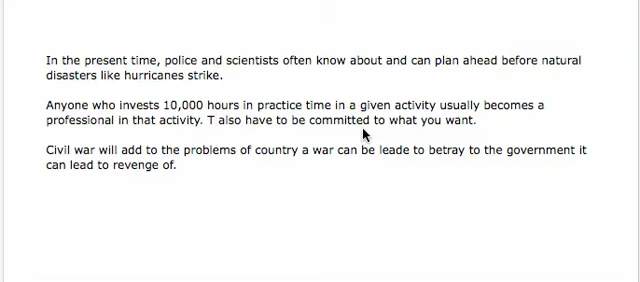 In the present time, police and scientists often know about and can plan ahead before natural
disasters like hurricanes strike.
Anyone who invests 10,000 hours in practice time in a given activity usually becomes a
professional in that activity. T also have to be committed to what you want.
Civil war will add to the problems of country a war can be leade to betray to the government it
can lead to revenge of.